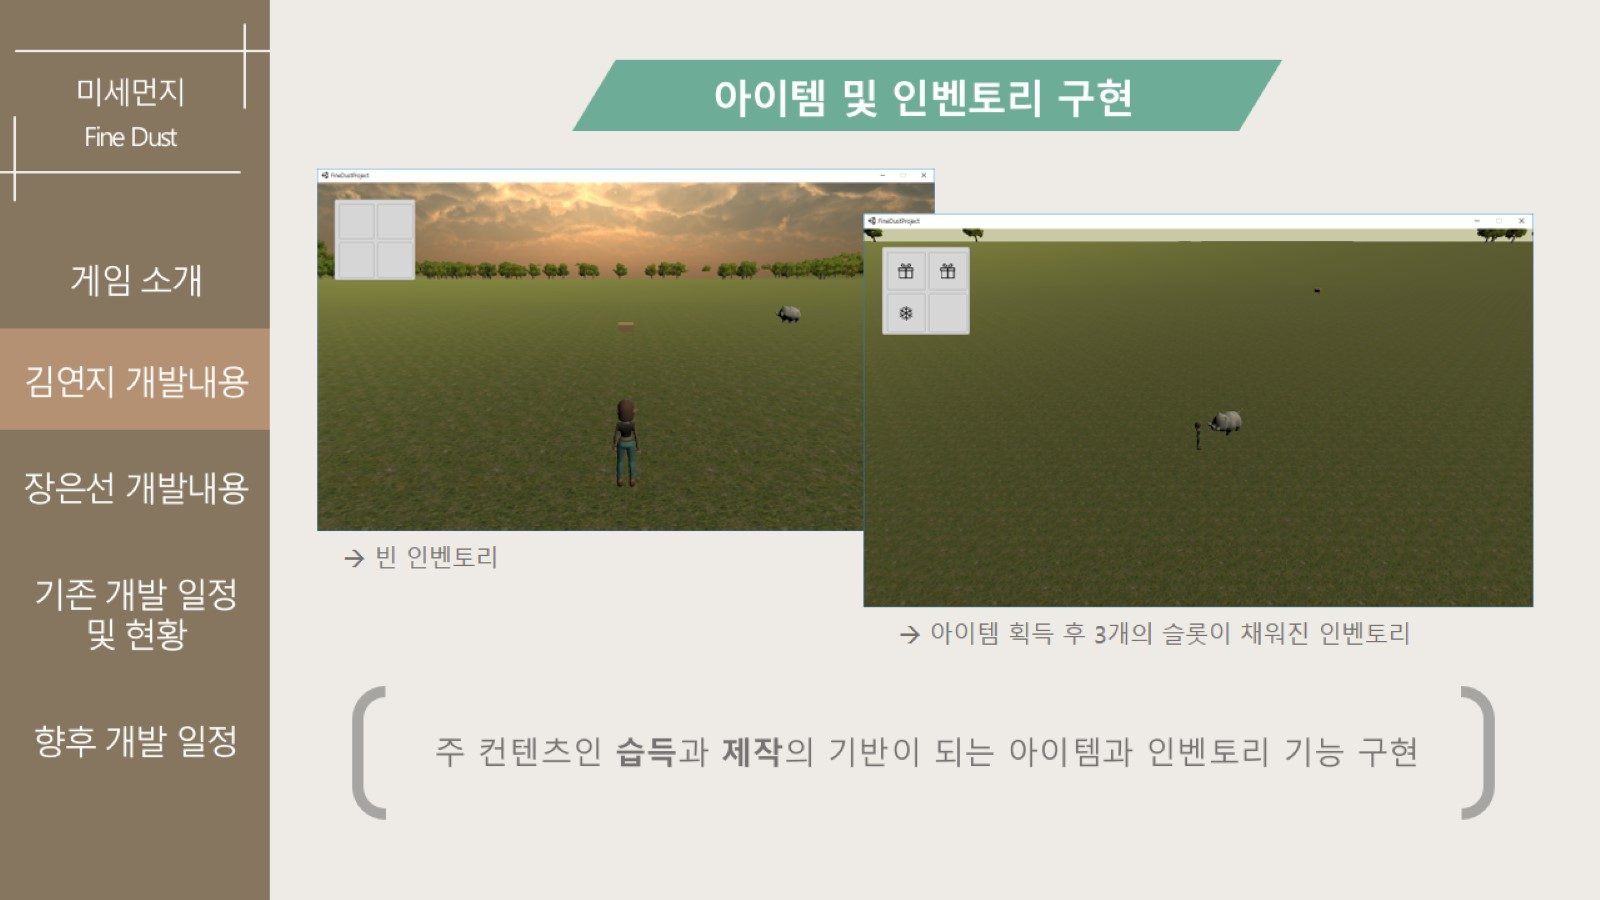 미세먼지
Fine Dust
게임 소개
김연지 개발내용
장은선 개발내용
기존 개발 일정
및 현황
향후 개발 일정
아이템 및 인벤토리 구현
FineDustProject
FineDustProject
→ 빈 인벤토리
→ 아이템 획득 후 3개의 슬롯이 채워진 인벤토리
주 컨텐츠인 습득과 제작의 기반이 되는 아이템과 인벤토리 기능 구현